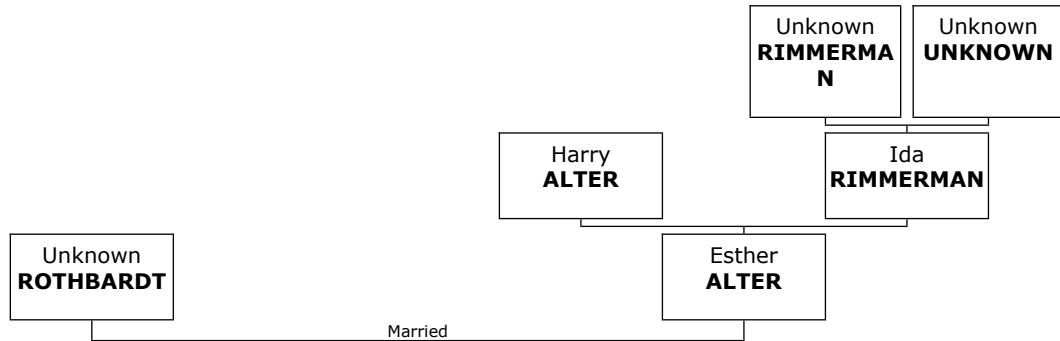 Unknown
RIMMERMA
N
Unknown
UNKNOWN
Harry
ALTER
Ida
RIMMERMAN
Unknown
ROTHBARDT
Esther
ALTER
Married